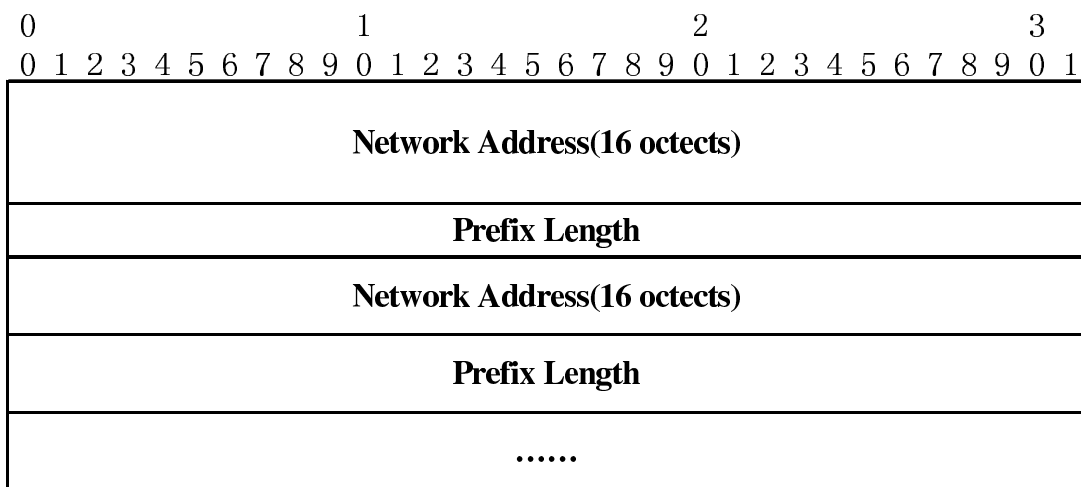 0 1 2 3
0 1 2 3 4 5 6 7 8 9 0 1 2 3 4 5 6 7 8 9 0 1 2 3 4 5 6 7 8 9 0 1
Network Address(16 octects)
Prefix Length
Network Address(16 octects)
Prefix Length
......